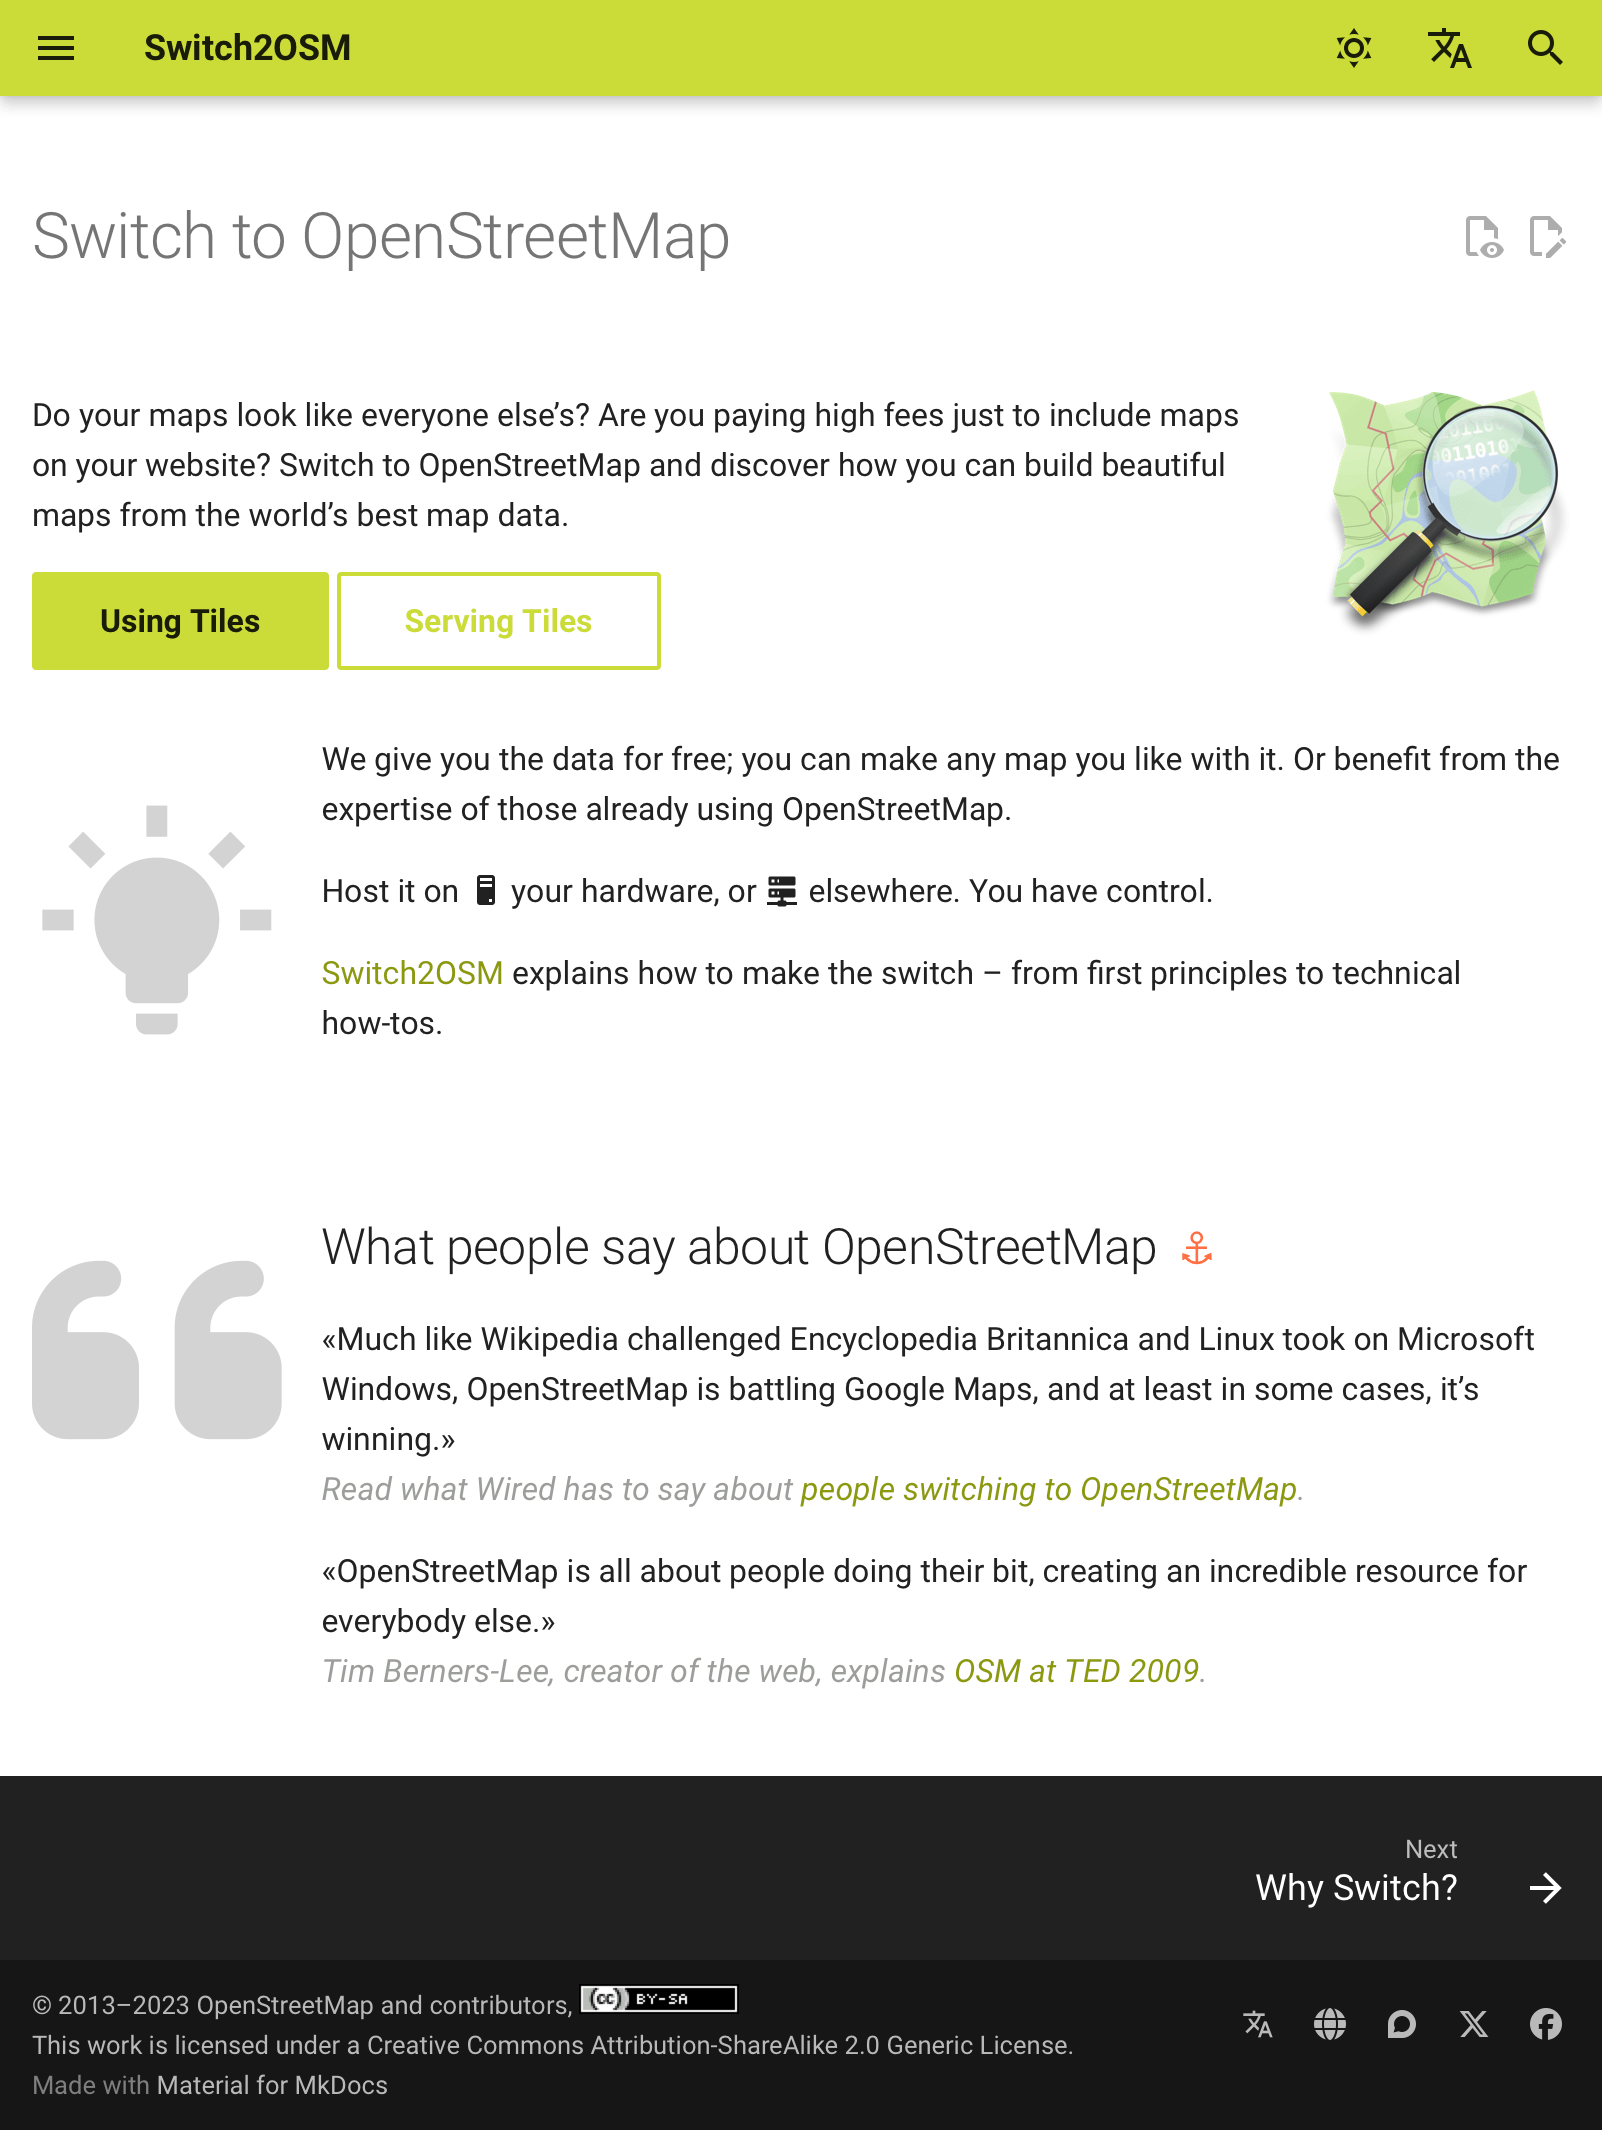 Switch2OSM
Switch to OpenStreetMap
Do your maps look like everyone else’s? Are you paying high fees just to include maps
on your website? Switch to OpenStreetMap and discover how you can build beautiful
maps from the world’s best map data.
Using Tiles
Serving Tiles
We give you the data for free; you can make any map you like with it. Or benefit from the
expertise of those already using OpenStreetMap.
Host it on your hardware, or elsewhere. You have control.
Switch2OSM explains how to make the switch – from first principles to technical
how-tos.
What people say about OpenStreetMap
«Much like Wikipedia challenged Encyclopedia Britannica and Linux took on Microsoft
Windows, OpenStreetMap is battling Google Maps, and at least in some cases, it’s
winning.»
Read what Wired has to say about people switching to OpenStreetMap.
«OpenStreetMap is all about people doing their bit, creating an incredible resource for
everybody else.»
Tim Berners-Lee, creator of the web, explains OSM at TED 2009.
Next
Why Switch?
© 2013–2023 OpenStreetMap and contributors, (cc) BY-SA
This work is licensed under a Creative Commons Attribution-ShareAlike 2.0 Generic License.
Made with Material for MkDocs